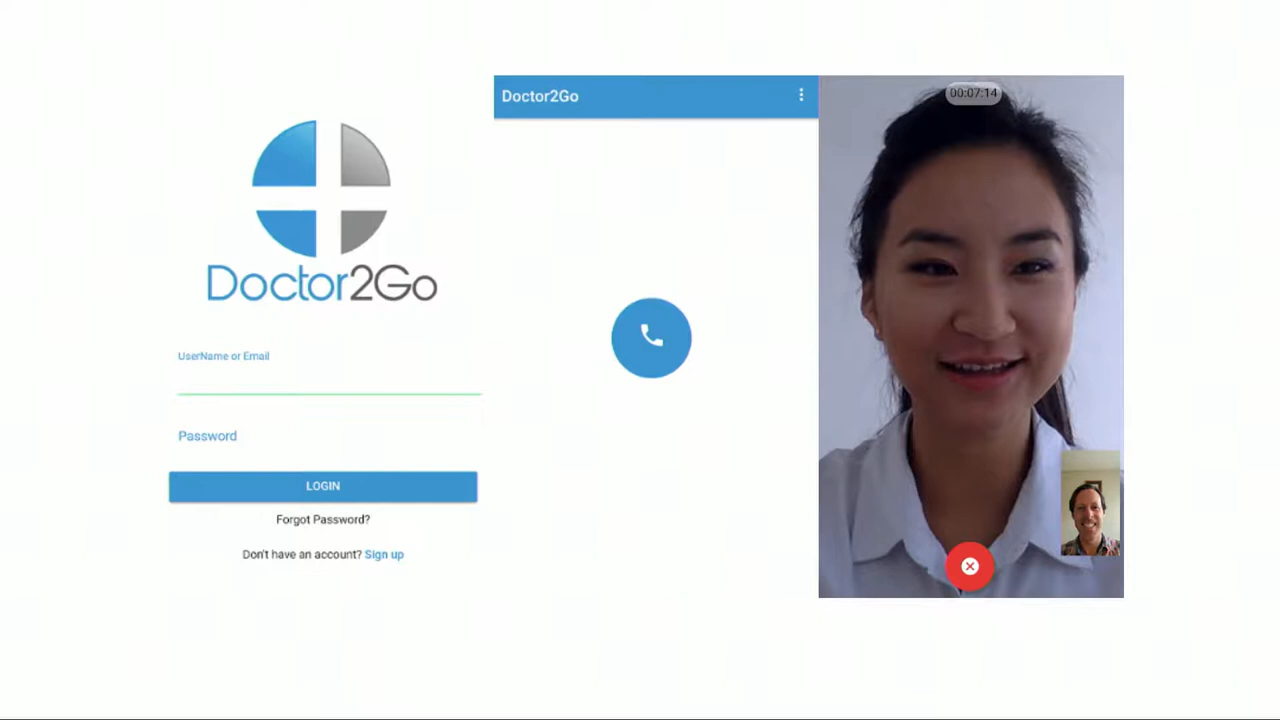 Doctor2Go
UserName or Email
Password
LOGIN
Forgot Password?
Don't have an account? Sign up
Doctor2Go
00:07:14